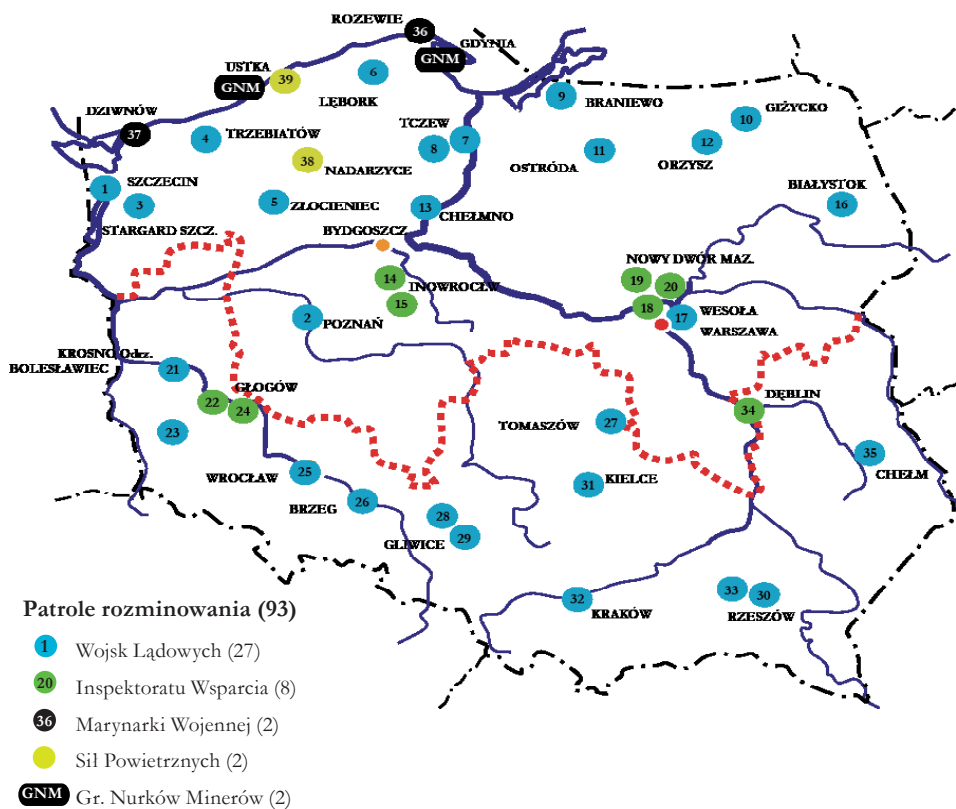 ROZEWIE
36
GDYNIA
GNM
USTKA
39
GNM
6
LĘBORK
9
BRANIEWO
10
GIŻYCKO
DZIWNÓW
37
4
TRZEBIATÓW
TCZEW
8
7
12
ORZYSZ
11
OSTRÓDA
38
NADARZYCE
1
SZCZECIN
3
STARGARD SZCZ.
5
ZŁOCIENIEC
13
CHEŁMNO
BIAŁYSTOK
16
BYDGOSZCZ
14
INOWROCŁW
15
NOWY DWÓR MAZ.
19
20
18
17
WESOŁA
WARSZAWA
2
POZNAŃ
KROSNO Odrz.
BOLESŁAWIEC
21
22
GŁOGÓW
24
23
DĘBLIN
34
TOMASZÓW
27
35
CHEŁM
WROCŁAW
25
BRZEG
26
31
KIELCE
28
GLIWICE
29
32
KRAKÓW
33
30
RZESZÓW
Patrole rozminowania (93)
1 Wojsk Lądowych (27)
20 Inspektoratu Wsparcia (8)
36 Marynarki Wojennej (2)
Sił Powietrznych (2)
GNM Gr. Nurków Minerów (2)